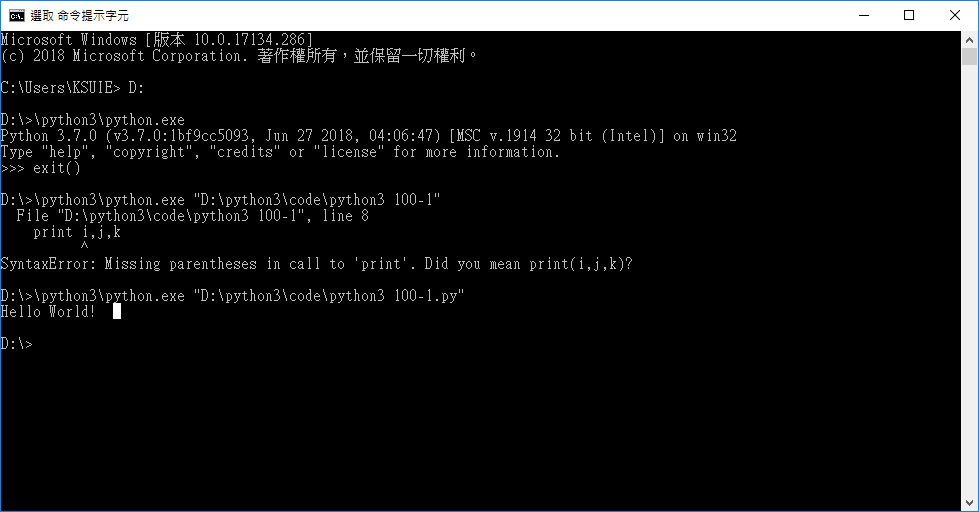 選取 命令提示字元
Microsoft Windows [版本 10.0.17134.286]
(c) 2018 Microsoft Corporation. 著作權所有，並保留一切權利。
C:\Users\KSUIE> D:
D:\>\python3\python.exe
Python 3.7.0 (v3.7.0:1bf9cc5093, Jun 27 2018, 04:06:47) [MSC v.1914 32 bit (Intel)] on win32
Type "help", "copyright", "credits" or "license" for more information.
>>> exit()
D:\>\python3\python.exe "D:\python3\code\python3 100-1"
  File "D:\python3\code\python3 100-1", line 8
    print i,j,k
          ^
SyntaxError: Missing parentheses in call to 'print'. Did you mean print(i,j,k)?
D:\>\python3\python.exe "D:\python3\code\python3 100-1.py"
Hello World!
D:\>